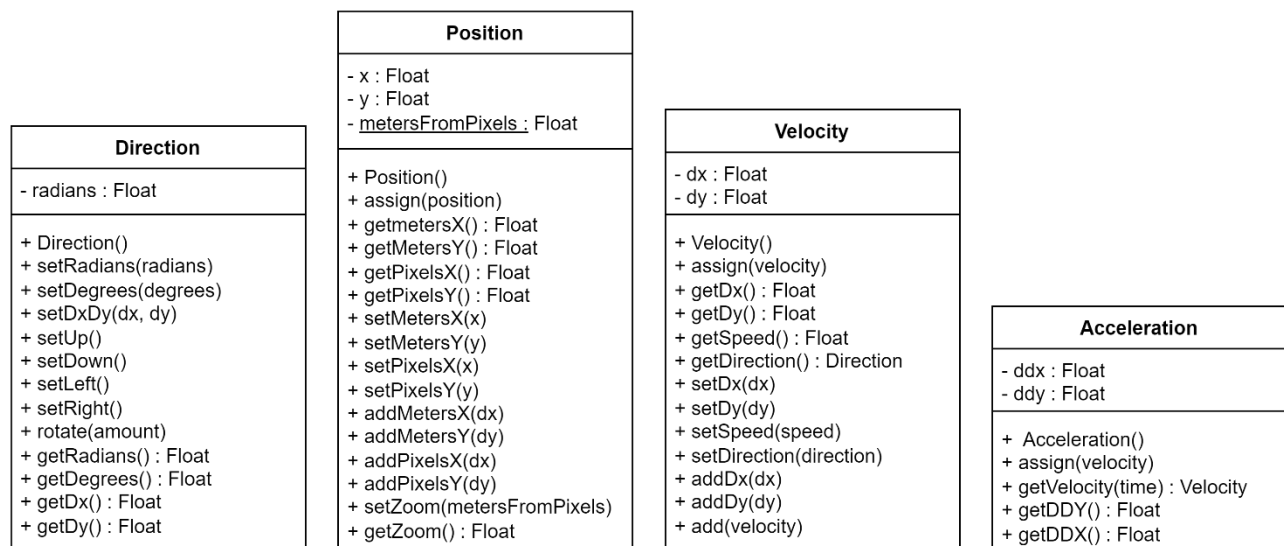 Direction
- radians : Float
+ Direction()
+ setRadians(radians)
+ setDegrees(degrees)
+ setDxDy(dx, dy)
+ setUp()
+ setDown()
+ setLeft()
+ setRight()
+ rotate(amount)
+ getRadians() : Float
+ getDegrees() : Float
+ getDx() : Float
+ getDy() : Float
Position
- x : Float
- y : Float
- metersFromPixels : Float
+ Position()
+ assign(position)
+ getmetersX() : Float
+ getMetersY() : Float
+ getPixelsX() : Float
+ getPixelsY() : Float
+ setMetersX(x)
+ setMetersY(y)
+ setPixelsX(x)
+ setPixelsY(y)
+ addMetersX(dx)
+ addMetersY(dy)
+ addPixelsX(dx)
+ addPixelsY(dy)
+ setZoom(metersFromPixels)
+ getZoom() : Float
Velocity
- dx : Float
- dy : Float
+ Velocity()
+ assign(velocity)
+ getDx() : Float
+ getDy() : Float
+ getSpeed() : Float
+ getDirection() : Direction
+ setDx(dx)
+ setDy(dy)
+ setSpeed(speed)
+ setDirection(direction)
+ addDx(dx)
+ addDy(dy)
+ add(velocity)
Acceleration
- ddx : Float
- ddy : Float
+ Acceleration()
+ assign(velocity)
+ getVelocity(time) : Velocity
+ getDDY() : Float
+ getDDX() : Float